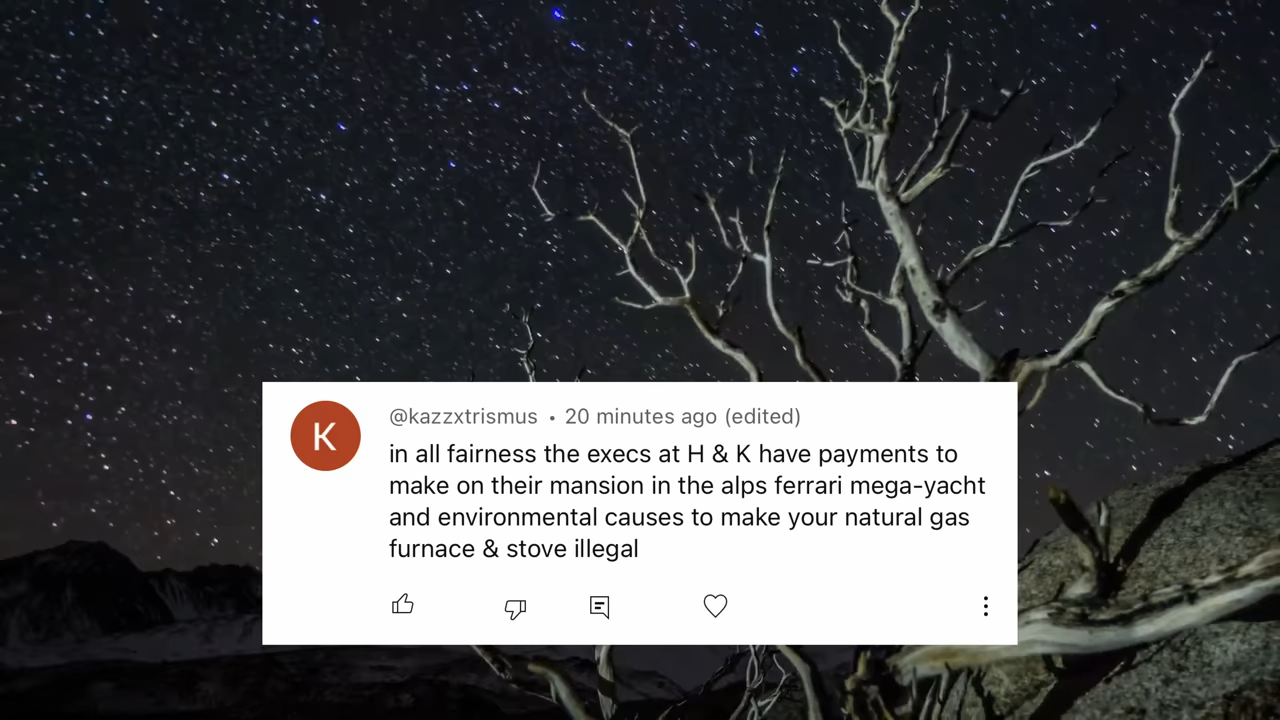 K
@kazzxtrismus • 20 minutes ago (edited)
in all fairness the execs at H & K have payments to
make on their mansion in the alps ferrari mega-yacht
and environmental causes to make your natural gas
furnace & stove illegal